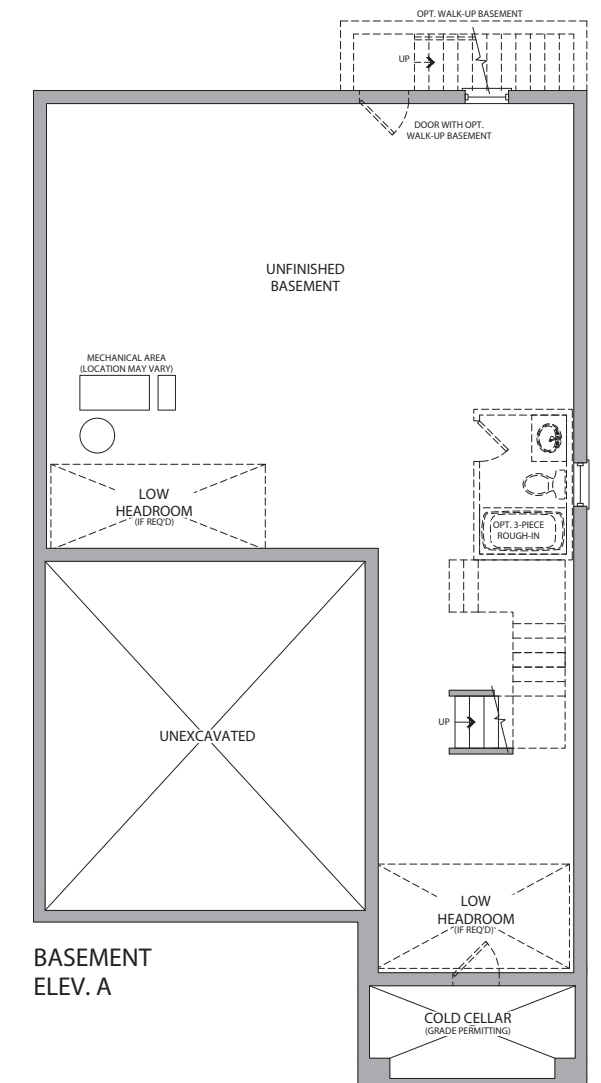 OPT. WALK-UP BASEMENT
UP
DOOR WITH OPT.
WALK-UP BASEMENT
UNFINISHED
BASEMENT
MECHANICAL AREA
(LOCATION MAY VARY)
LOW
HEADROOM
(IF REQ'D)
OPT. 3-PIECE
ROUGH-IN
UNEXCAVATED
UP
LOW
HEADROOM
(IF REQ'D)
BASEMENT
ELEV. A
COLD CELLAR
(GRADE PERMITTING)